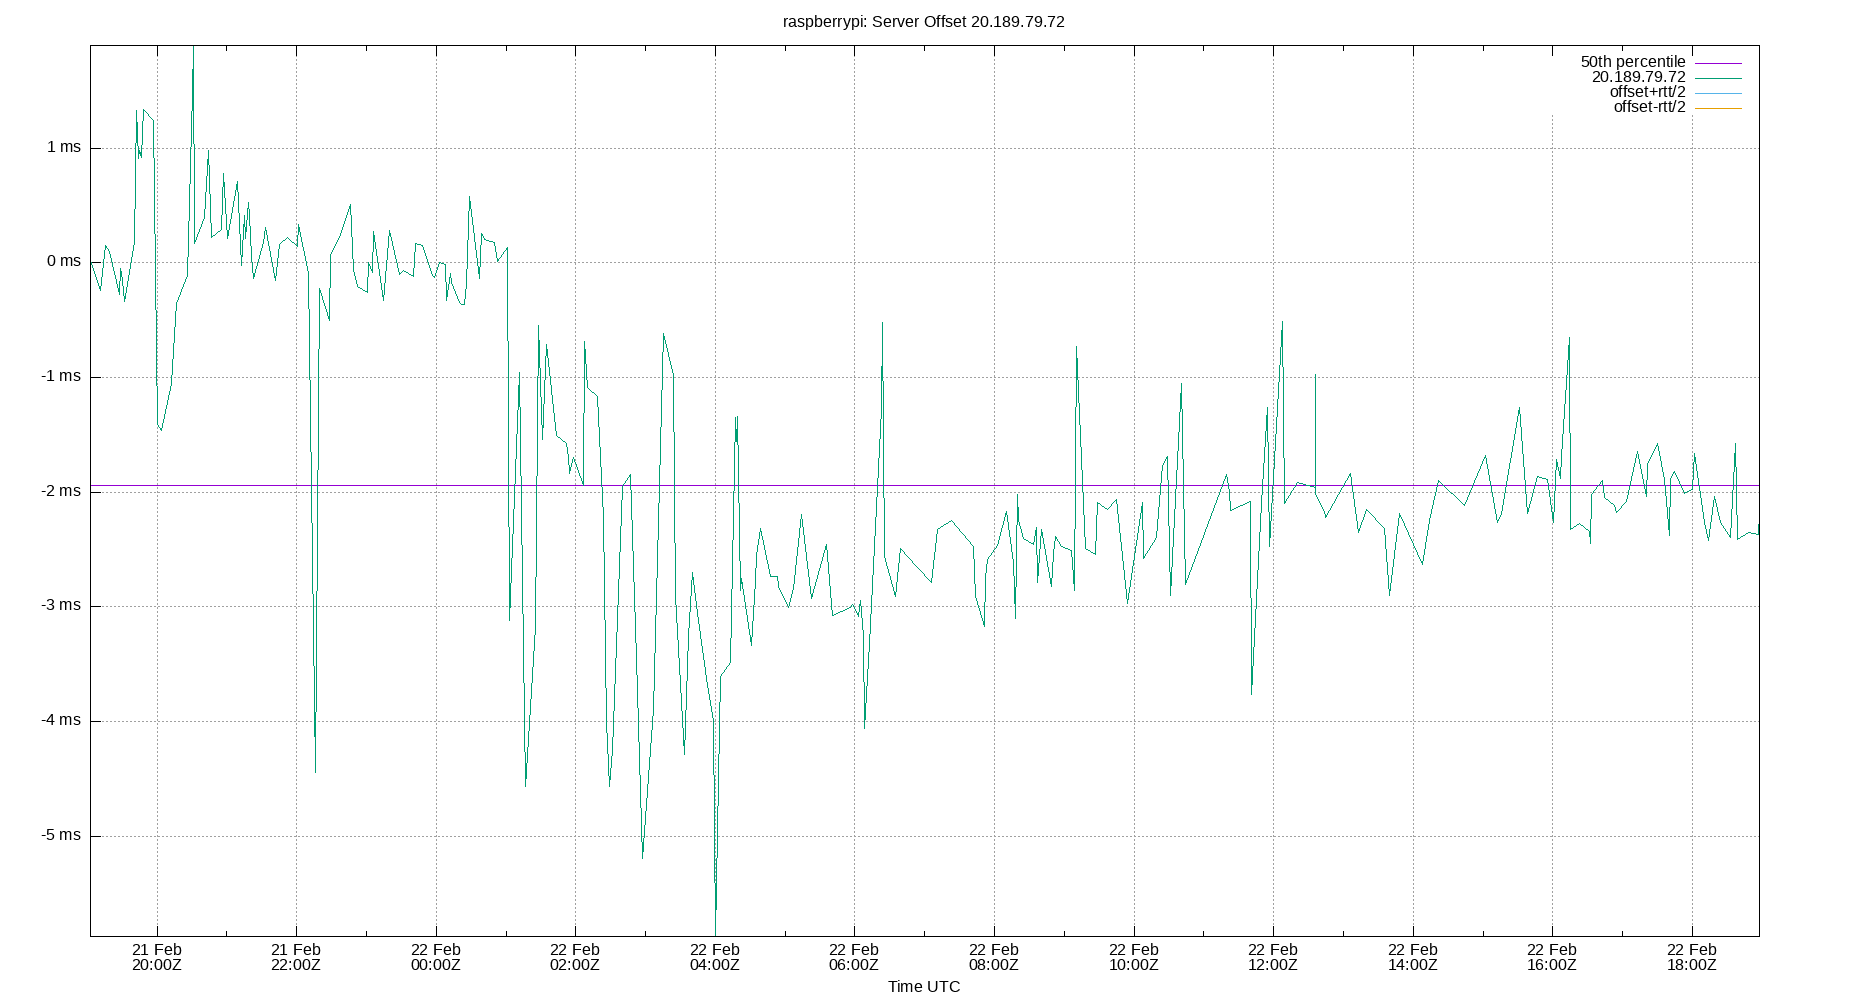 raspberrypi: Server Offset 20.189.79.72
50th percentile
20.189.79.72
offset+rtt/2
offset-rtt/2
1 ms
0 ms
-1 ms
-2 ms
-3 ms
-4 ms
-5 ms
21 Feb 21 Feb 22 Feb 22 Feb 22 Feb 22 Feb 22 Feb 22 Feb 22 Feb 22 Feb 22 Feb 22 Feb
20:00Z 22:00Z 00:00Z 02:00Z 04:00Z 06:00Z 08:00Z 10:00Z 12:00Z 14:00Z 16:00Z 18:00Z
Time UTC